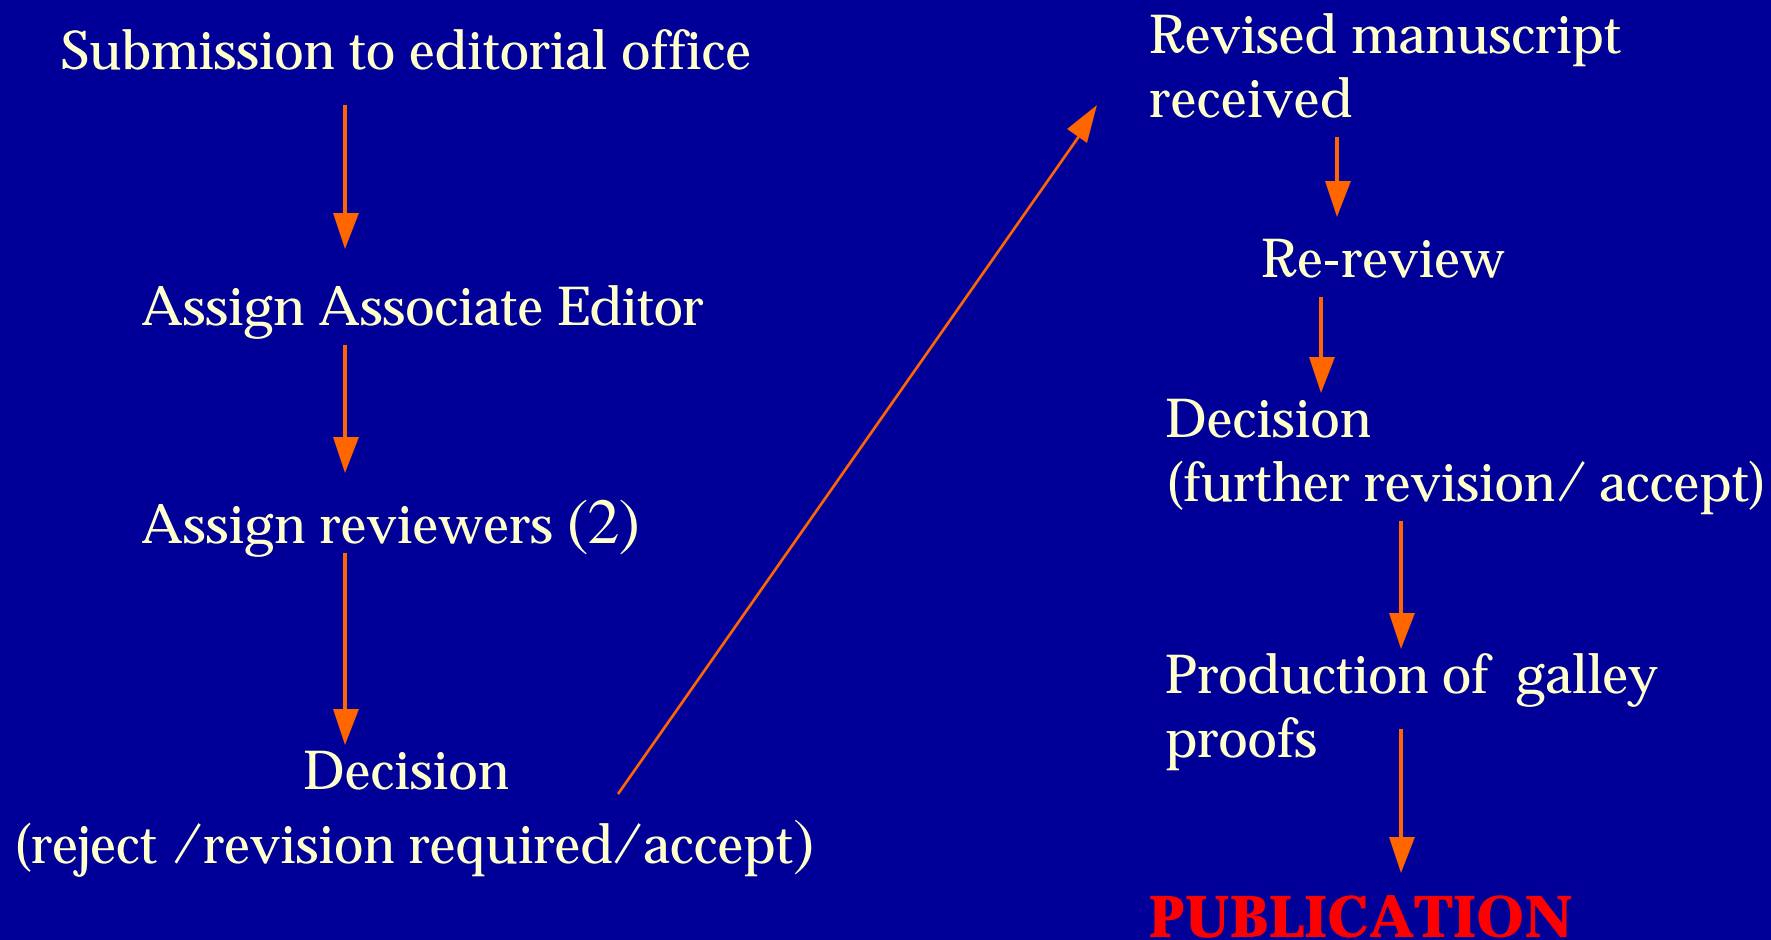 Submission to editorial office
Assign Associate Editor
Assign reviewers (2)
Decision
(reject /revision required/accept)
Revised manuscript
received
Re-review
Decision
(further revision/ accept)
Production of galley
proofs
PUBLICATION